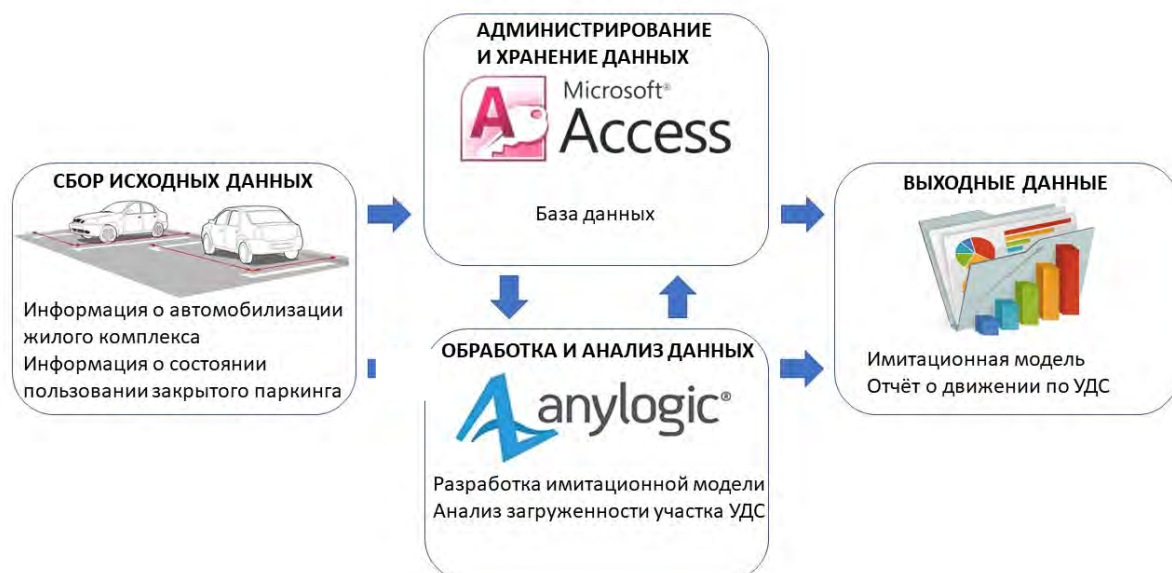 СБОР ИСХОДНЫХ ДАННЫХ
Информация о автомобилизации
жилого комплекса
Информация о состоянии
пользовании закрытого паркинга
АДМИНИСТРИРОВАНИЕ
И ХРАНЕНИЕ ДАННЫХ
A
Microsoft®
Access
База данных
ОБРАБОТКА И АНАЛИЗ ДАННЫХ
anylogic®
Разработка имитационной модели
Анализ загруженности участка УДС
ВЫХОДНЫЕ ДАННЫЕ
Имитационная модель
Отчёт о движении по УДС